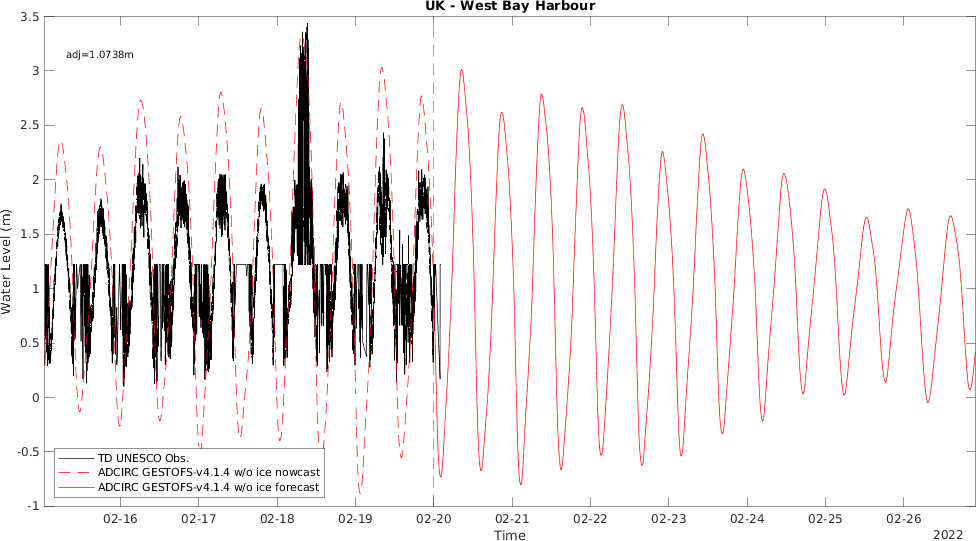 UK - West Bay Harbour
adj=1.0738m
3.5
3
2.5
2
1.5
1
0.5
0
-0.5
-1
Water Level (m)
TD UNESCO Obs.
ADCIRC GESTOFS-v4.1.4 w/o ice nowcast
ADCIRC GESTOFS-v4.1.4 w/o ice forecast
02-16 02-17 02-18 02-19 02-20 02-21 02-22 02-23 02-24 02-25 02-26
Time
2022